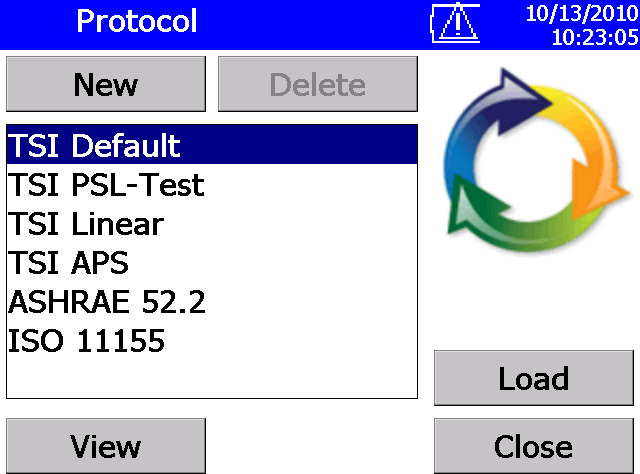 Protocol
10/13/2010
10:23:05
New
Delete
TSI Default
TSI PSL-Test
TSI Linear
TSI APS
ASHRAE 52.2
ISO 11155
Load
View
Close